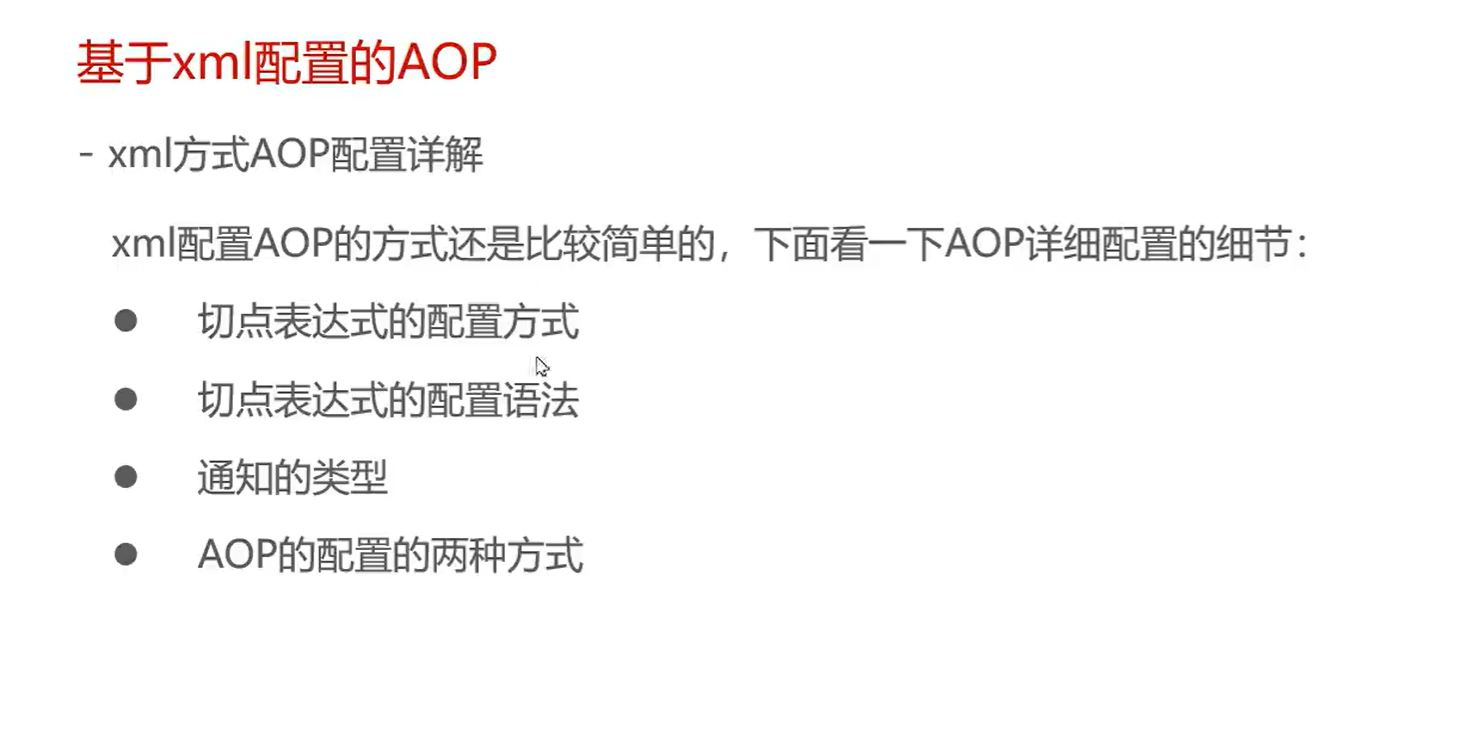 基于xml配置的AOP
- xml方式AOP配置详解
xml配置AOP的方式还是比较简单的，下面看一下AOP详细配置的细节：
● 切点表达式的配置方式
● 切点表达式的配置语法
● 通知的类型
● AOP的配置的两种方式